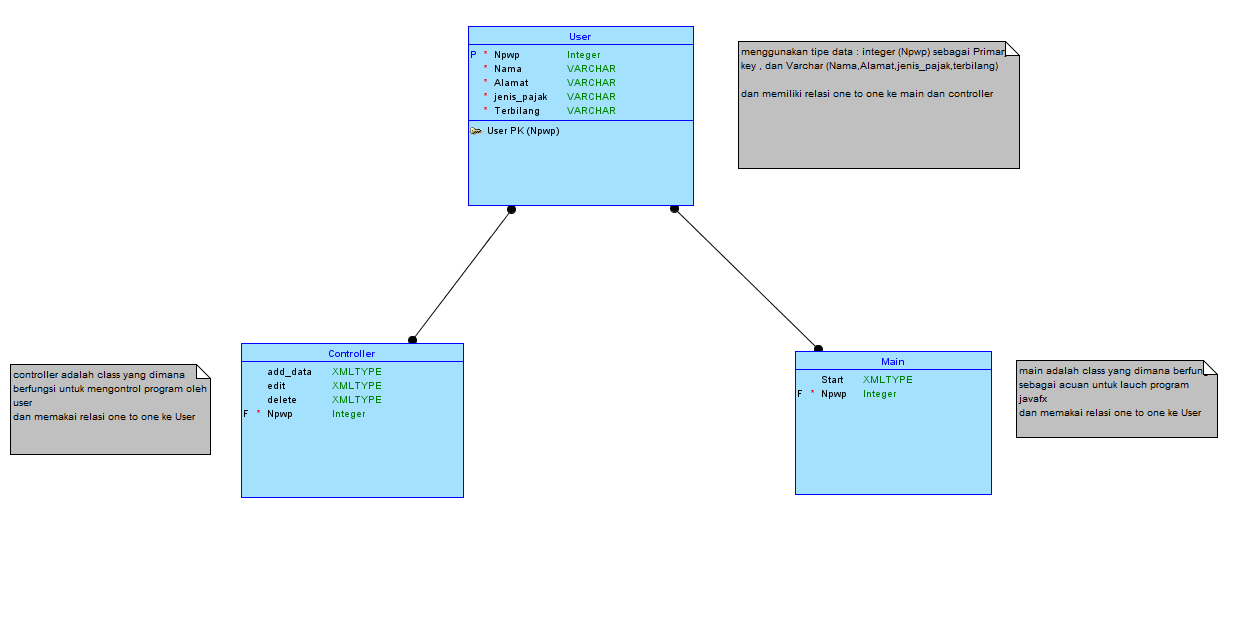 User
P * Npwp Integer
* Nama VARCHAR
* Alamat VARCHAR
* jenis_pajak VARCHAR
* Terbilang VARCHAR
User PK (Npwp)
menggunakan tipe data : integer (Npwp) sebagai Primar
key , dan Varchar (Nama,Alamat,jenis_pajak,terbilang)
dan memiliki relasi one to one ke main dan controller
controller adalah class yang dimana
berfungsi untuk mengontrol program oleh
user
dan memakai relasi one to one ke User
Controller
add_data XMLTYPE
edit XMLTYPE
delete XMLTYPE
F * Npwp Integer
Main
Start XMLTYPE
F * Npwp Integer
main adalah class yang dimana berfung
sebagai acuan untuk lauch program
javafx
dan memakai relasi one to one ke User